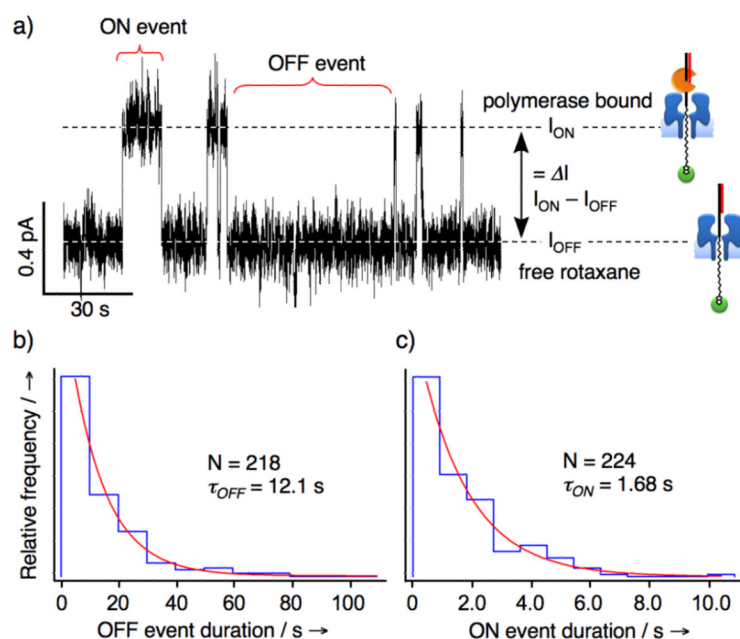 a)
ON event
OFF event
polymerase bound
I_ON
= ΔI
I_ON – I_OFF
I_OFF
free rotaxane
0.4 pA
30 s
b)
Relative frequency / →
N = 218
τ_OFF = 12.1 s
0 20 40 60 80 100
OFF event duration / s →
c)
N = 224
τ_ON = 1.68 s
0 2.0 4.0 6.0 8.0 10.0
ON event duration / s →